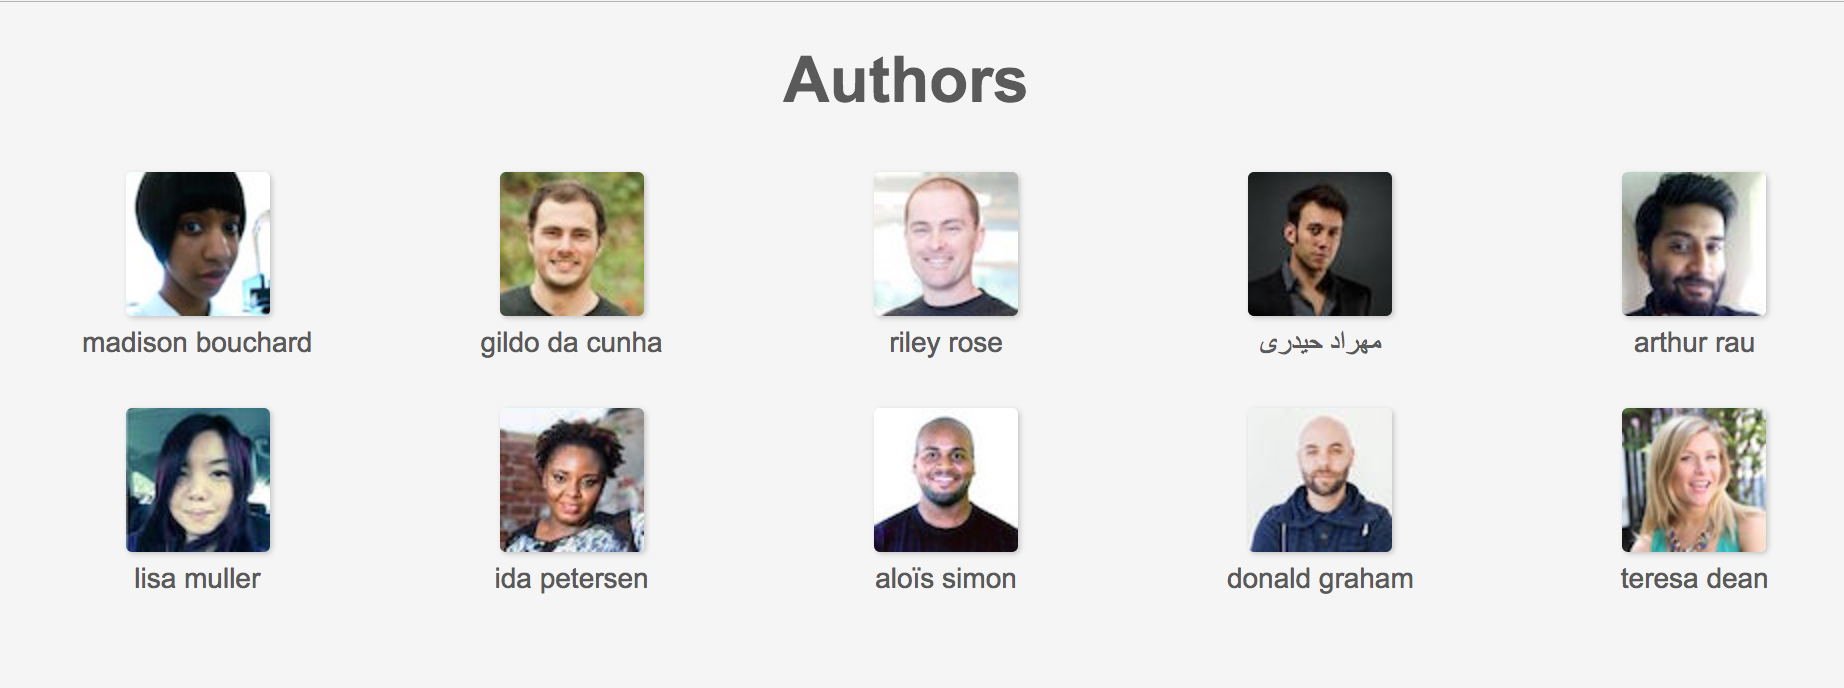 Authors
madison bouchard
gildo da cunha
riley rose
مهراد حیدری
arthur rau
lisa muller
ida petersen
aloïs simon
donald graham
teresa dean